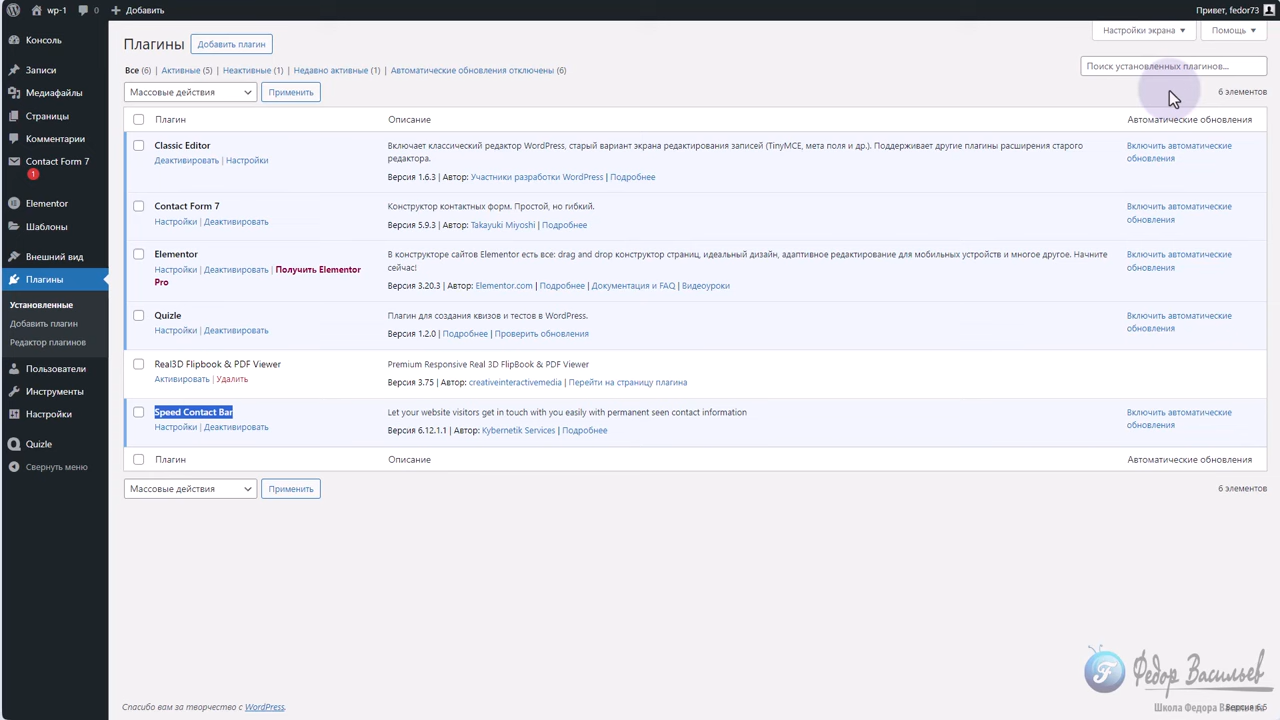 wp-1
0
Добавить
Привет, fedor73
Консоль
Записи
Медиафайлы
Страницы
Комментарии
Contact Form 7
1
Elementor
Шаблоны
Внешний вид
Плагины
Установленные
Добавить плагин
Редактор плагинов
Пользователи
Инструменты
Настройки
Quizle
Свернуть меню
Настройки экрана
Помощь
Плагины
Добавить плагин
Все (6) | Активные (5) | Неактивные (1) | Недавно активные (1) | Автоматические обновления отключены (6)
Поиск установленных плагинов...
Массовые действия
Применить
6 элементов
Плагин
Описание
Автоматические обновления
Classic Editor
Деактивировать | Настройки
Включает классический редактор WordPress, старый вариант экрана редактирования записей (TinyMCE, мета поля и др.). Поддерживает другие плагины расширения старого
редактора.
Версия 1.6.3 | Автор: Участники разработки WordPress | Подробнее
Включить автоматические
обновления
Contact Form 7
Настройки | Деактивировать
Конструктор контактных форм. Простой, но гибкий.
Версия 5.9.3 | Автор: Takayuki Miyoshi | Подробнее
Включить автоматические
обновления
Elementor
Настройки | Деактивировать | Получить Elementor
Pro
В конструкторе сайтов Elementor есть все: drag and drop конструктор страниц, идеальный дизайн, адаптивное редактирование для мобильных устройств и многое другое. Начните
сейчас!
Версия 3.20.3 | Автор: Elementor.com | Подробнее | Документация и FAQ | Видеоуроки
Включить автоматические
обновления
Quizle
Настройки | Деактивировать
Плагин для создания квизов и тестов в WordPress.
Версия 1.2.0 | Подробнее | Проверить обновления
Включить автоматические
обновления
Real3D Flipbook & PDF Viewer
Активировать | Удалить
Premium Responsive Real 3D FlipBook & PDF Viewer
Версия 3.75 | Автор: creativeinteractivemedia | Перейти на страницу плагина
Speed Contact Bar
Настройки | Деактивировать
Let your website visitors get in touch with you easily with permanent seen contact information
Версия 6.12.1.1 | Автор: Kybernetik Services | Подробнее
Включить автоматические
обновления
Плагин
Описание
Автоматические обновления
Массовые действия
Применить
6 элементов
Спасибо вам за творчество с WordPress.
Федор Васильев
Школа Федора Васильева